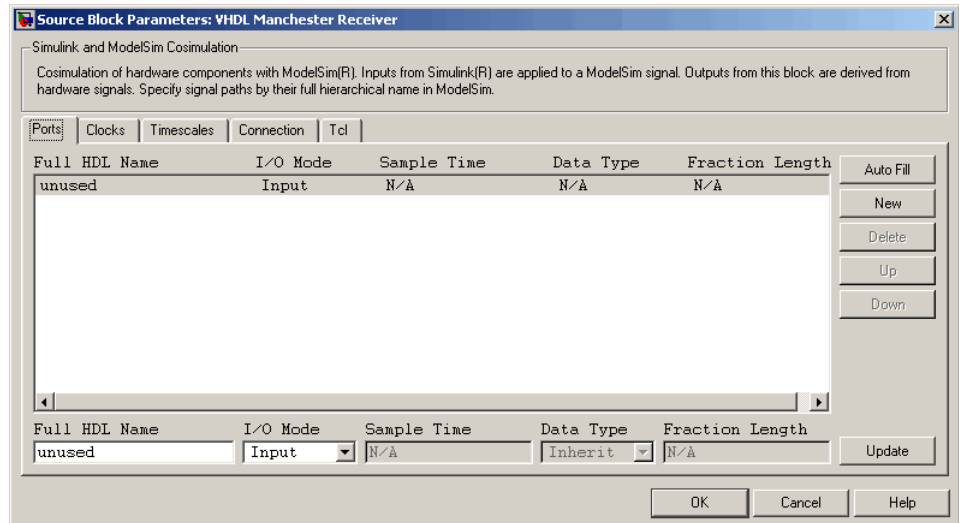 Source Block Parameters: VHDL Manchester Receiver
Simulink and ModelSim Cosimulation
Cosimulation of hardware components with ModelSim(R). Inputs from Simulink(R) are applied to a ModelSim signal. Outputs from this block are derived from
hardware signals. Specify signal paths by their full hierarchical name in ModelSim.
Ports Clocks Timescales Connection Tcl
Full HDL Name I/O Mode Sample Time Data Type Fraction Length
unused Input N/A N/A N/A
Auto Fill
New
Delete
Up
Down
Full HDL Name I/O Mode Sample Time Data Type Fraction Length
unused Input N/A Inherit N/A Update
OK Cancel Help